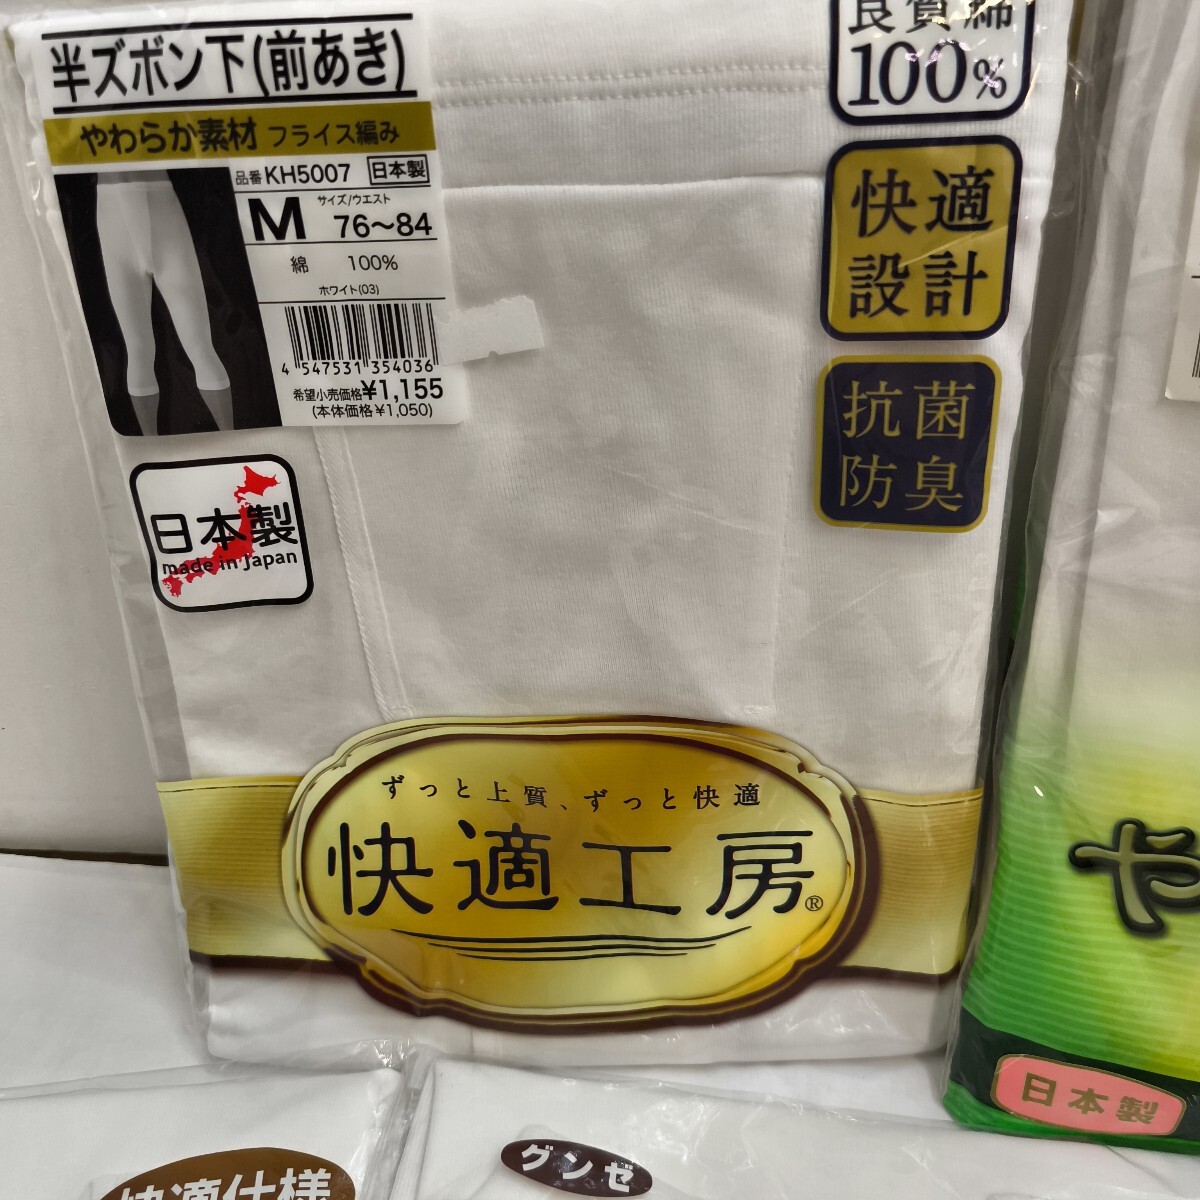 半ズボン下(前あき)
やわらか素材 フライス編み
品番 KH5007 日本製
M サイズ/ウエスト 76～84
綿 100%
ホワイト(03)
4 547531 354036
希望小売価格¥1,155
(本体価格¥1,050)
日本製
made in Japan
良質綿
100%
快適
設計
抗菌
防臭
ずっと上質、ずっと快適
快適工房®
や
日本製
快適仕様
グンゼ